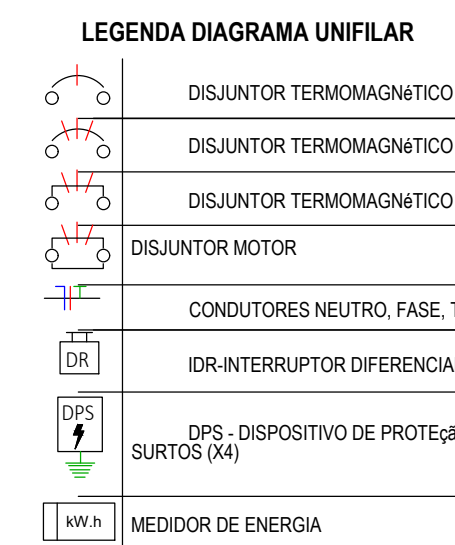 LEGENDA DIAGRAMA UNIFILAR
DISJUNTOR TERMOMAGNéTICO
DISJUNTOR TERMOMAGNéTICO
DISJUNTOR TERMOMAGNéTICO
DISJUNTOR MOTOR
CONDUTORES NEUTRO, FASE, T
DR
IDR-INTERRUPTOR DIFERENCIA
DPS
DPS - DISPOSITIVO DE PROTEçã
SURTOS (X4)
kW.h
MEDIDOR DE ENERGIA